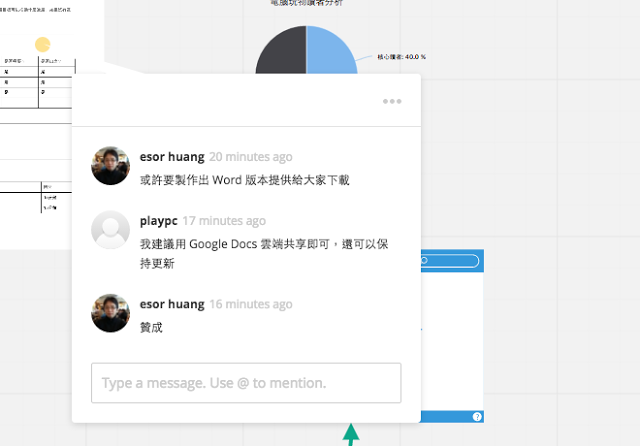 電腦玩物讀者分析
核心讀者: 40.0 %
esor huang 20 minutes ago
或許要製作出 Word 版本提供給大家下載
playpc 17 minutes ago
我建議用 Google Docs 雲端共享即可，還可以保
持更新
esor huang 16 minutes ago
贊成
Type a message. Use @ to mention.
?